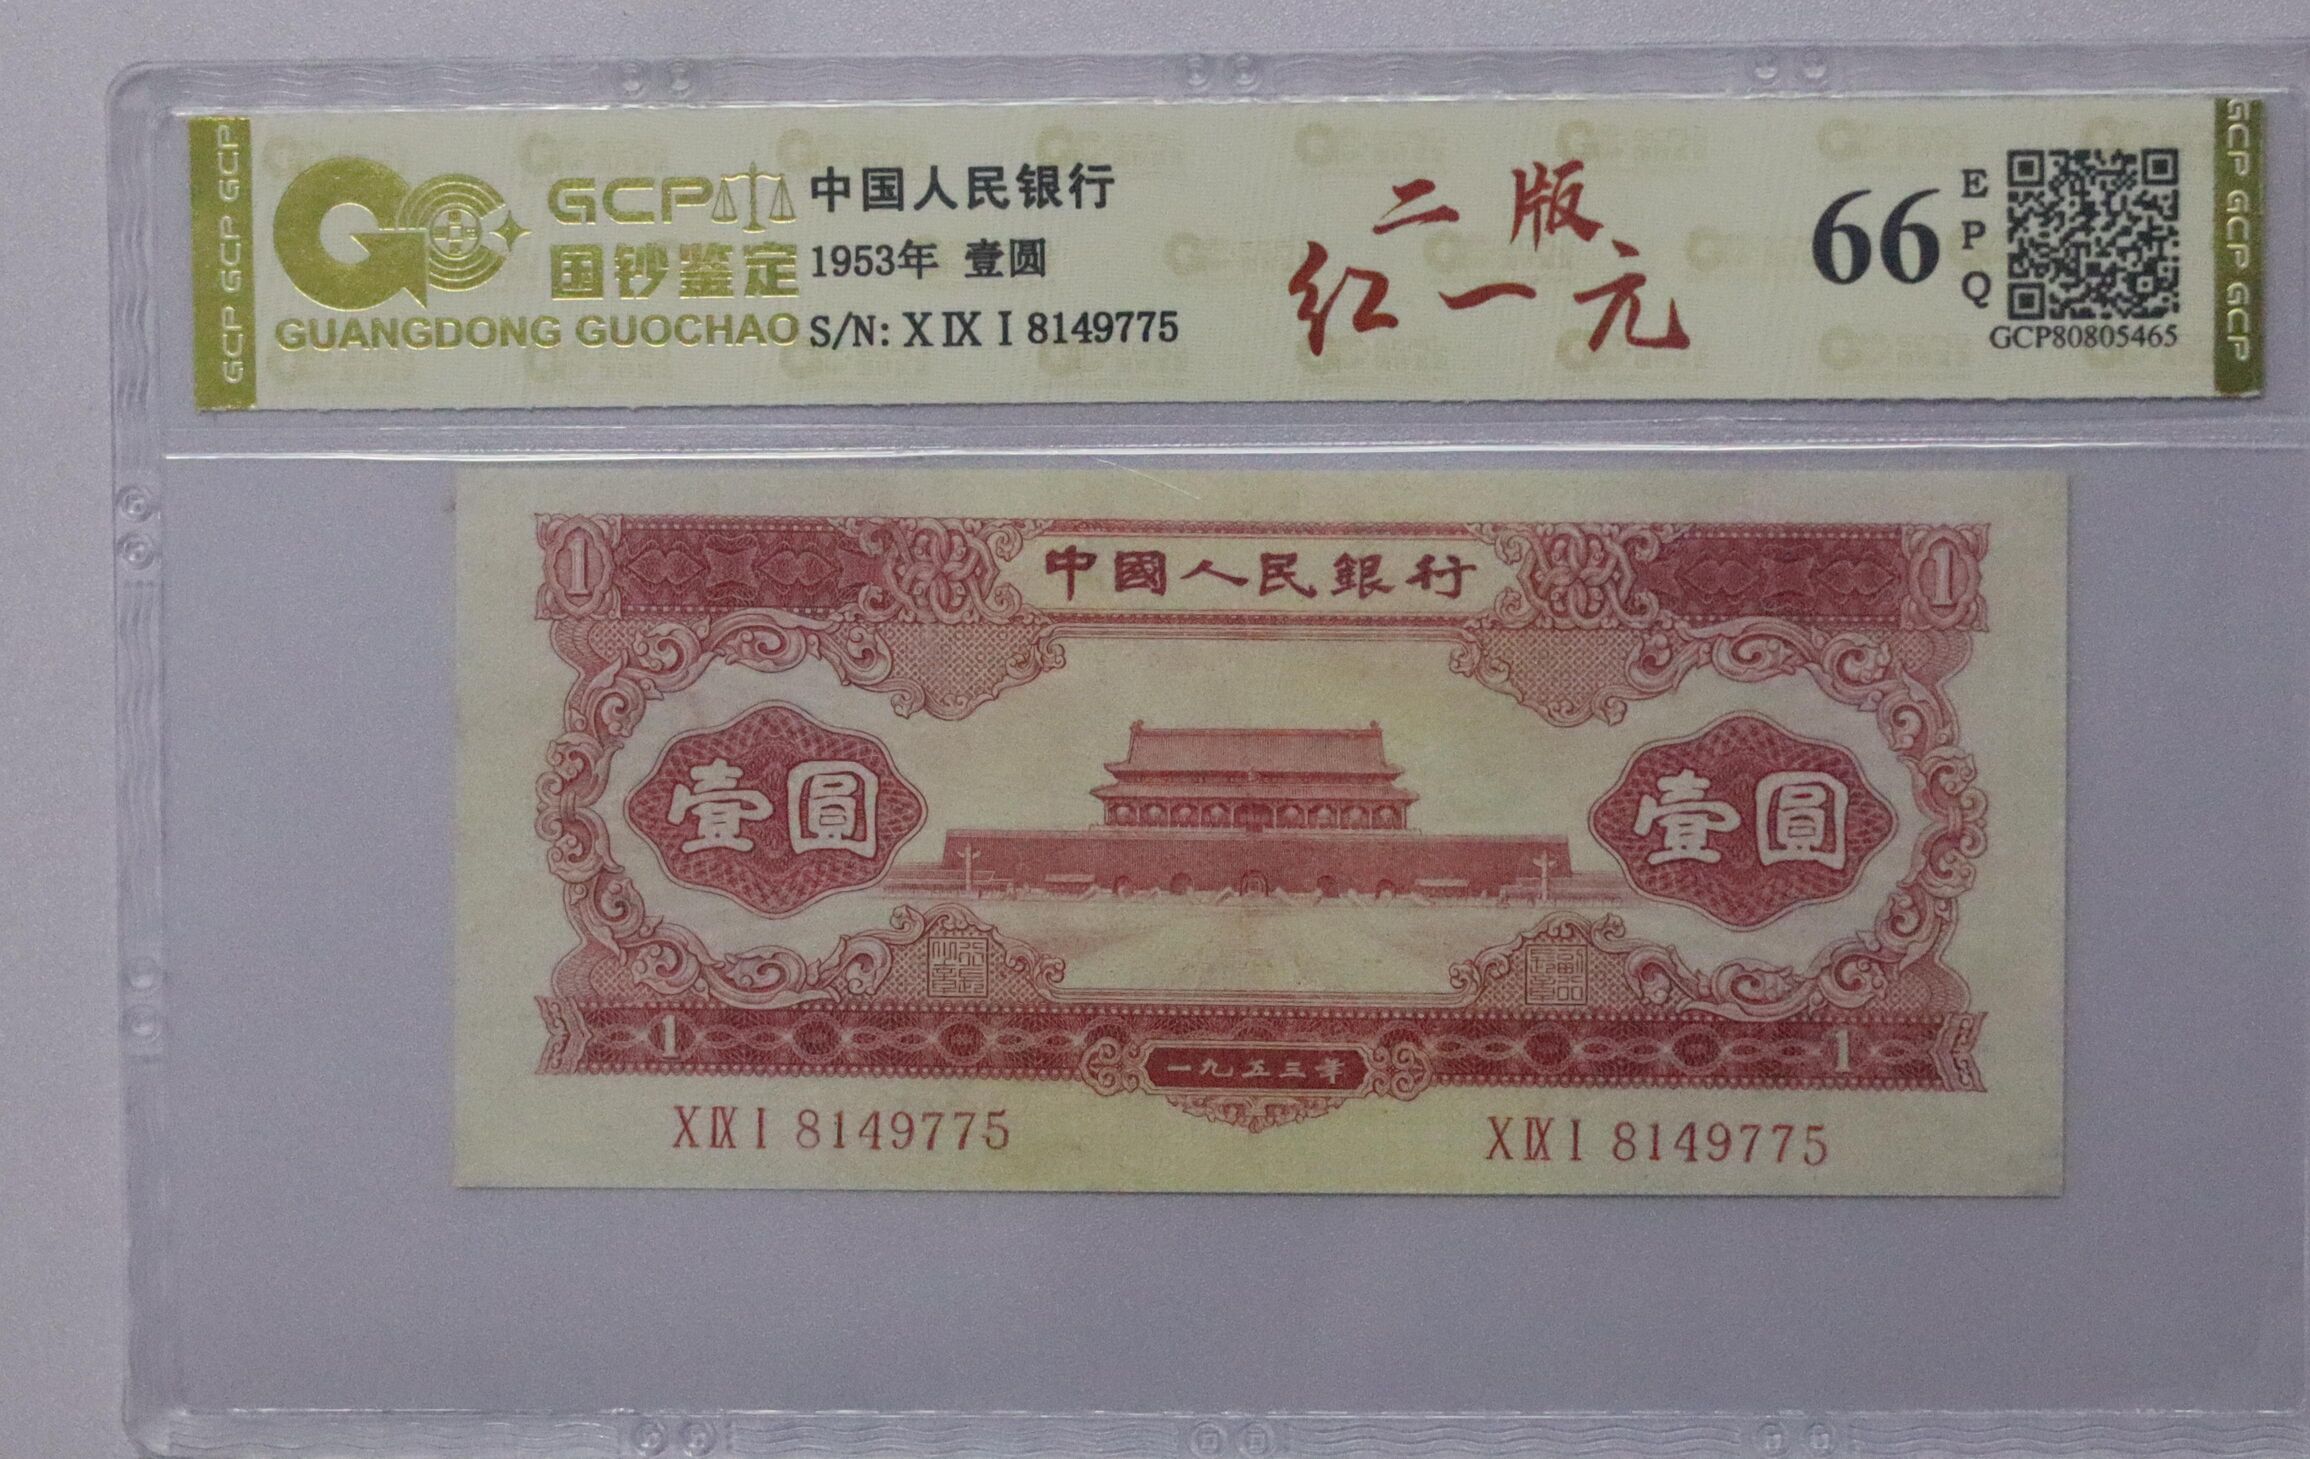 GCP GCP GCP
GCP
国钞鉴定
GUANGDONG GUOCHAO
中国人民银行
1953年 壹圆
S/N: X Ⅸ Ⅰ 8149775
二版
红一元
66
E
P
Q
GCP80805465
GCP GCP GCP
1
中國人民銀行
1
壹圓
壹圓
1
一九五三年
1
X Ⅸ Ⅰ 8149775
X Ⅸ Ⅰ 8149775